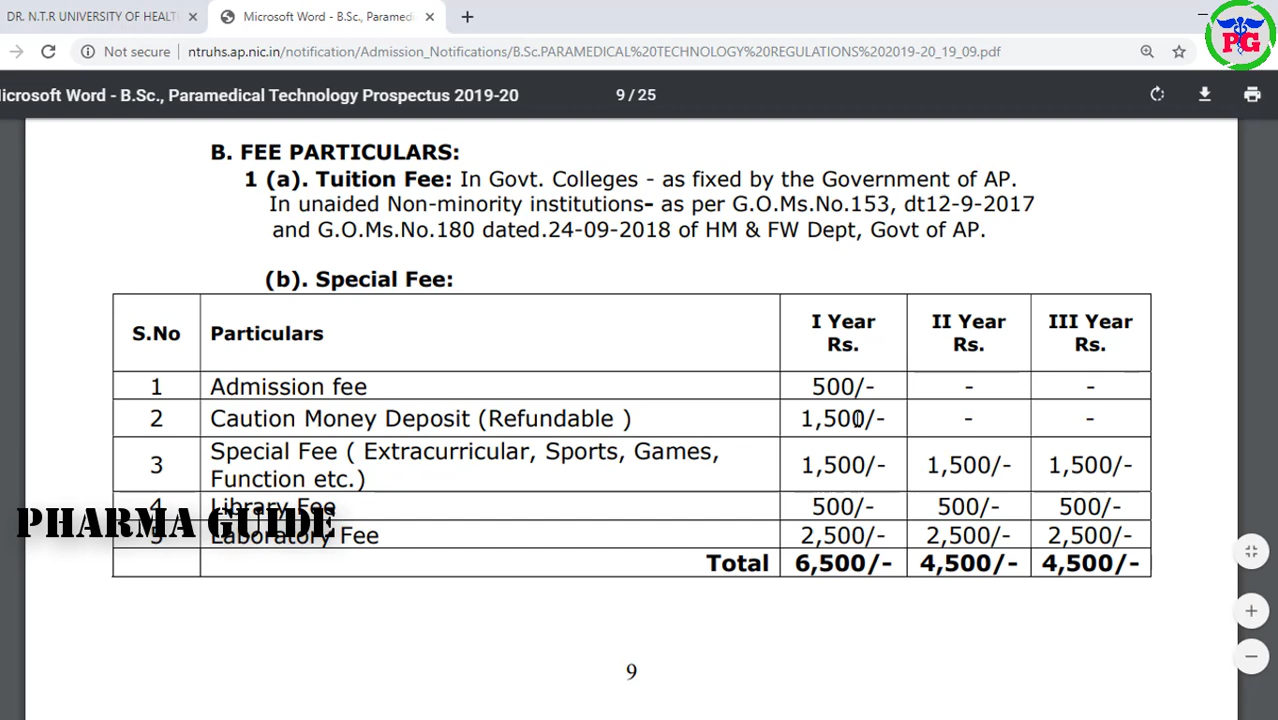 DR. N.T.R UNIVERSITY OF HEALT
Microsoft Word - B.Sc., Paramed
Not secure ntruhs.ap.nic.in/notification/Admission_Notifications/B.Sc.PARAMEDICAL%20TECHNOLOGY%20REGULATIONS%202019-20_19_09.pdf
PG
icrosoft Word - B.Sc., Paramedical Technology Prospectus 2019-20 9 / 25
B. FEE PARTICULARS:
1 (a). Tuition Fee: In Govt. Colleges - as fixed by the Government of AP.
In unaided Non-minority institutions- as per G.O.Ms.No.153, dt12-9-2017
and G.O.Ms.No.180 dated.24-09-2018 of HM & FW Dept, Govt of AP.
(b). Special Fee:
S.No Particulars I Year Rs. II Year Rs. III Year Rs.
1 Admission fee 500/- - -
2 Caution Money Deposit (Refundable ) 1,500/- - -
3 Special Fee ( Extracurricular, Sports, Games, Function etc.) 1,500/- 1,500/- 1,500/-
4 Library Fee 500/- 500/- 500/-
PHARMA GUIDE
5 Laboratory Fee 2,500/- 2,500/- 2,500/-
Total 6,500/- 4,500/- 4,500/-
9